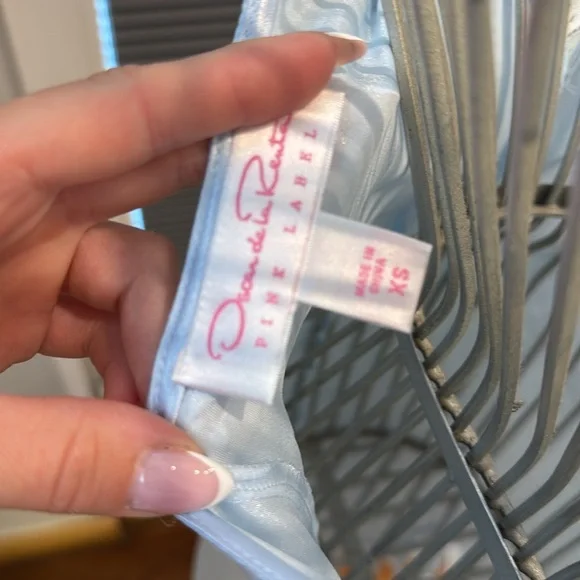 Oscar de la Renta
PINK LABEL
MADE IN
CHINA
XS